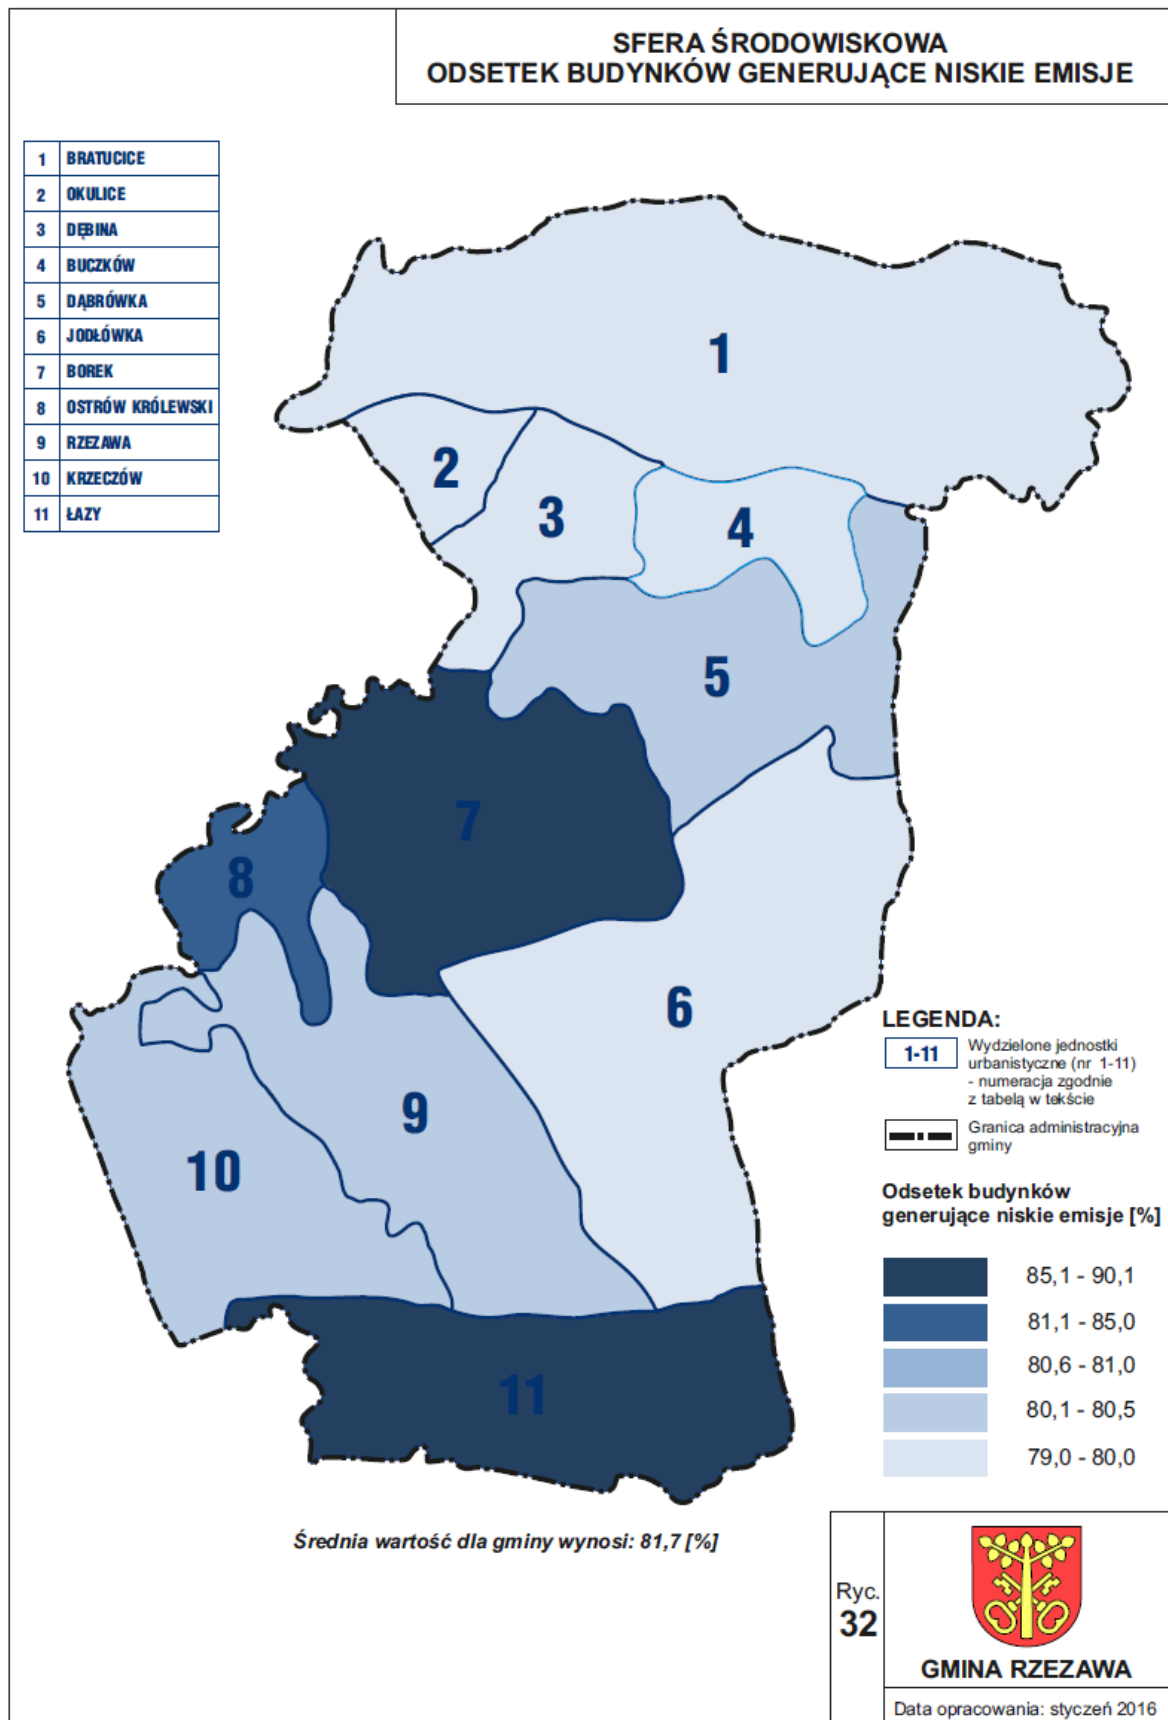 SFERA ŚRODOWISKOWA
ODSETEK BUDYNKÓW GENERUJĄCE NISKIE EMISJE
1 BRATUCICE
2 OKULICE
3 DĘBINA
4 BUCZKÓW
5 DĄBRÓWKA
6 JODŁÓWKA
7 BOREK
8 OSTRÓW KRÓLEWSKI
9 RZEZAWA
10 KRZECZÓW
11 ŁAZY
1
2
3
4
5
7
8
6
9
10
11
LEGENDA:
1-11
Wydzielone jednostki
urbanistyczne (nr 1-11)
- numeracja zgodnie
z tabelą w tekście
Granica administracyjna
gminy
Odsetek budynków
generujące niskie emisje [%]
85,1 - 90,1
81,1 - 85,0
80,6 - 81,0
80,1 - 80,5
79,0 - 80,0
Średnia wartość dla gminy wynosi: 81,7 [%]
Ryc.
32
GMINA RZEZAWA
Data opracowania: styczeń 2016